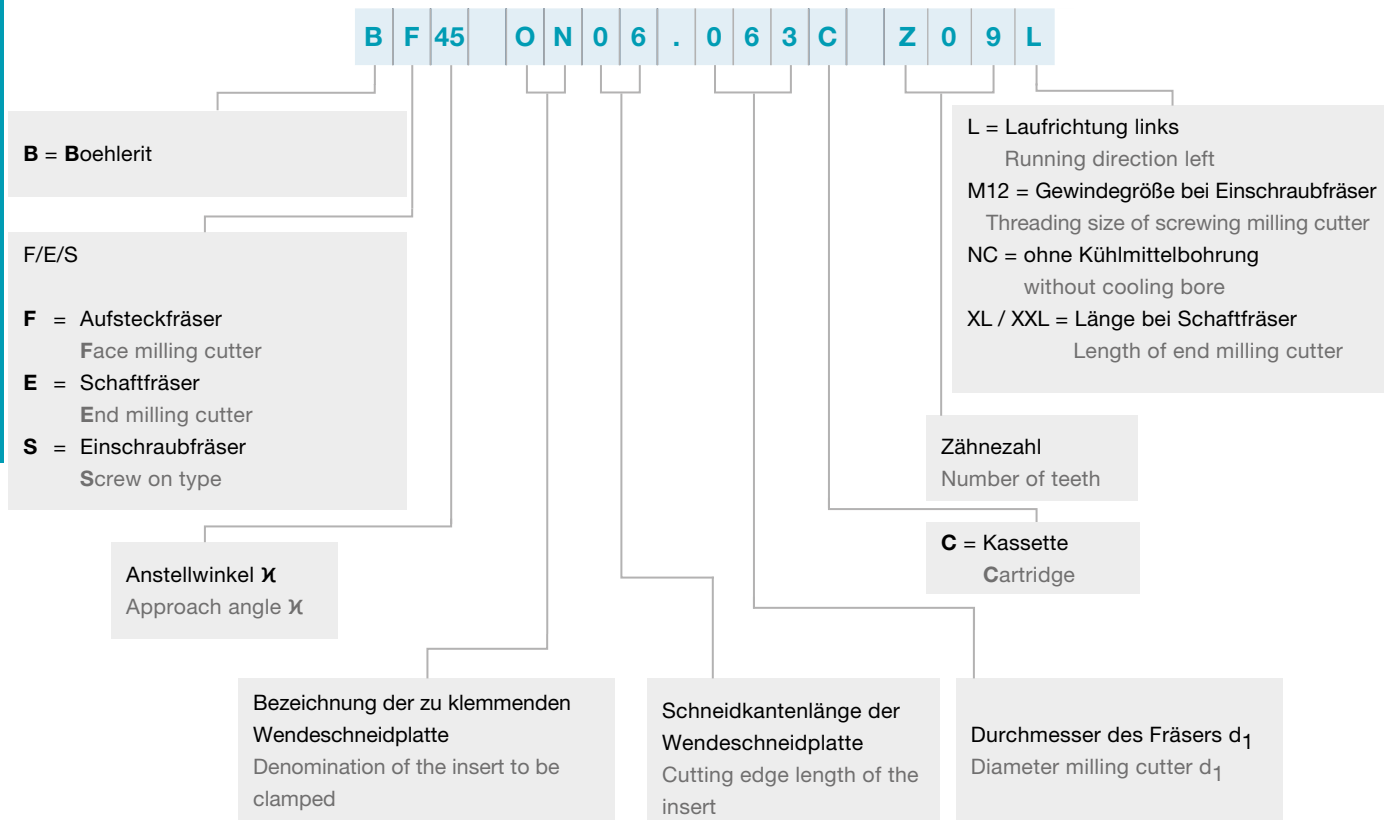 B F 45 O N 0 6 . 0 6 3 C Z 0 9 L
B = Boehlerit
F/E/S
F = Aufsteckfräser
Face milling cutter
E = Schaftfräser
End milling cutter
S = Einschraubfräser
Screw on type
L = Laufrichtung links
Running direction left
M12 = Gewindegröße bei Einschraubfräser
Threading size of screwing milling cutter
NC = ohne Kühlmittelbohrung
without cooling bore
XL / XXL = Länge bei Schaftfräser
Length of end milling cutter
Zähnezahl
Number of teeth
C = Kassette
Cartridge
Anstellwinkel ϰ
Approach angle ϰ
Bezeichnung der zu klemmenden
Wendeschneidplatte
Denomination of the insert to be
clamped
Schneidkantenlänge der
Wendeschneidplatte
Cutting edge length of the
insert
Durchmesser des Fräsers d1
Diameter milling cutter d1